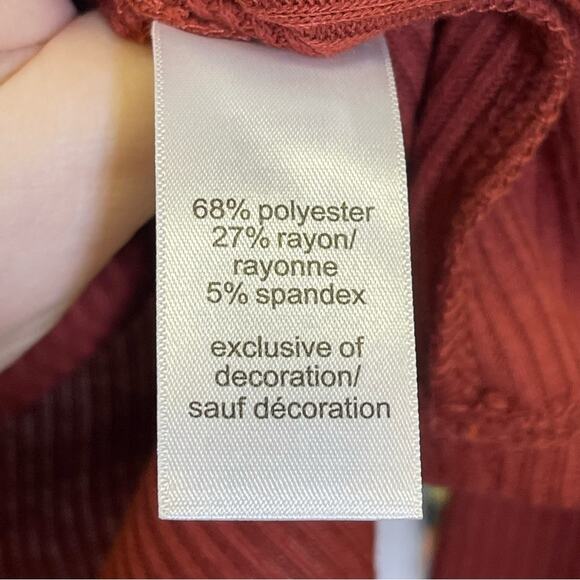 68% polyester
27% rayon/
rayonne
5% spandex
exclusive of
decoration/
sauf décoration